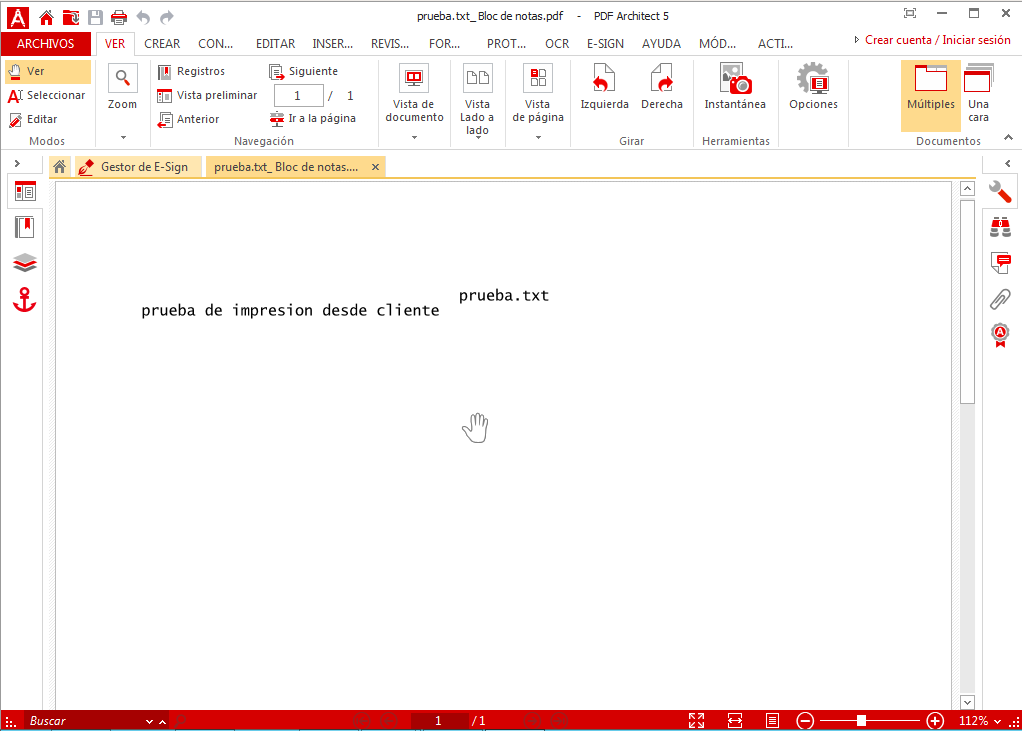 prueba.txt_ Bloc de notas.pdf - PDF Architect 5
ARCHIVOS VER CREAR CON... EDITAR INSER... REVIS... FOR... PROT... OCR E-SIGN AYUDA MÓD... ACTI... Crear cuenta / Iniciar sesión
Ver
Seleccionar
Editar
Modos
Zoom
Registros
Vista preliminar
Anterior
Siguiente
1 / 1
Ir a la página
Navegación
Vista de
documento
Vista
Lado a
lado
Vista
de página
Izquierda
Derecha
Girar
Instantánea
Herramientas
Opciones
Múltiples
Una
cara
Documentos
Gestor de E-Sign
prueba.txt_ Bloc de notas....
prueba.txt
prueba de impresion desde cliente
Buscar
1 / 1
112%